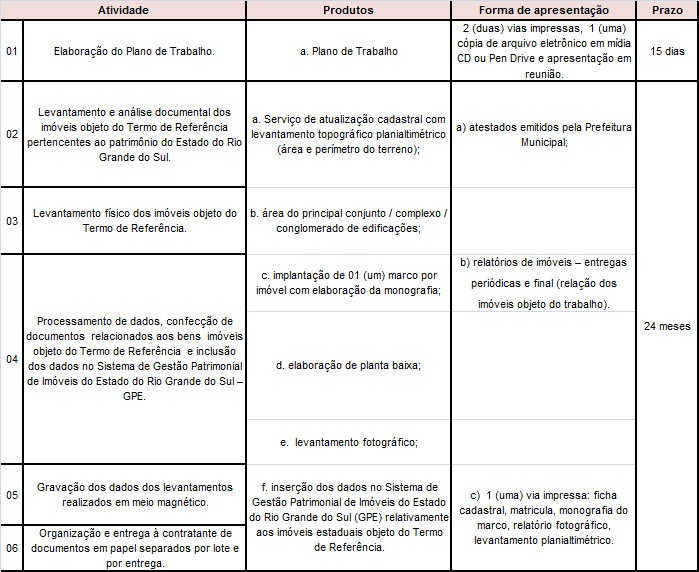 Atividade Produtos Forma de apresentação Prazo
01
Elaboração do Plano de Trabalho.
a. Plano de Trabalho
2 (duas) vias impressas, 1 (uma)
cópia de arquivo eletrônico em mídia
CD ou Pen Drive e apresentação em
reunião.
15 dias
02
Levantamento e análise documental dos
imóveis objeto do Termo de Referência
pertencentes ao patrimônio do Estado do Rio
Grande do Sul.
a. Serviço de atualização cadastral com
levantamento topográfico planialtimétrico
(área e perímetro do terreno);
a) atestados emitidos pela Prefeitura
Municipal;
03
Levantamento físico dos imóveis objeto do
Termo de Referência.
b. área do principal conjunto / complexo /
conglomerado de edificações;
04
Processamento de dados, confecção de
documentos relacionados aos bens imóveis
objeto do Termo de Referência e inclusão
dos dados no Sistema de Gestão Patrimonial
de Imóveis do Estado do Rio Grande do Sul –
GPE.
c. implantação de 01 (um) marco por
imóvel com elaboração da monografia;
b) relatórios de imóveis – entregas
periódicas e final (relação dos
imóveis objeto do trabalho).
24 meses
d. elaboração de planta baixa;
e. levantamento fotográfico;
05
Gravação dos dados dos levantamentos
realizados em meio magnético.
f. inserção dos dados no Sistema de
Gestão Patrimonial de Imóveis do Estado
do Rio Grande do Sul (GPE) relativamente
aos imóveis estaduais objeto do Termo
de Referência.
c) 1 (uma) via impressa: ficha
cadastral, matricula, monografia do
marco, relatório fotográfico,
levantamento planialtimétrico.
06
Organização e entrega à contratante de
documentos em papel separados por lote e
por entrega.